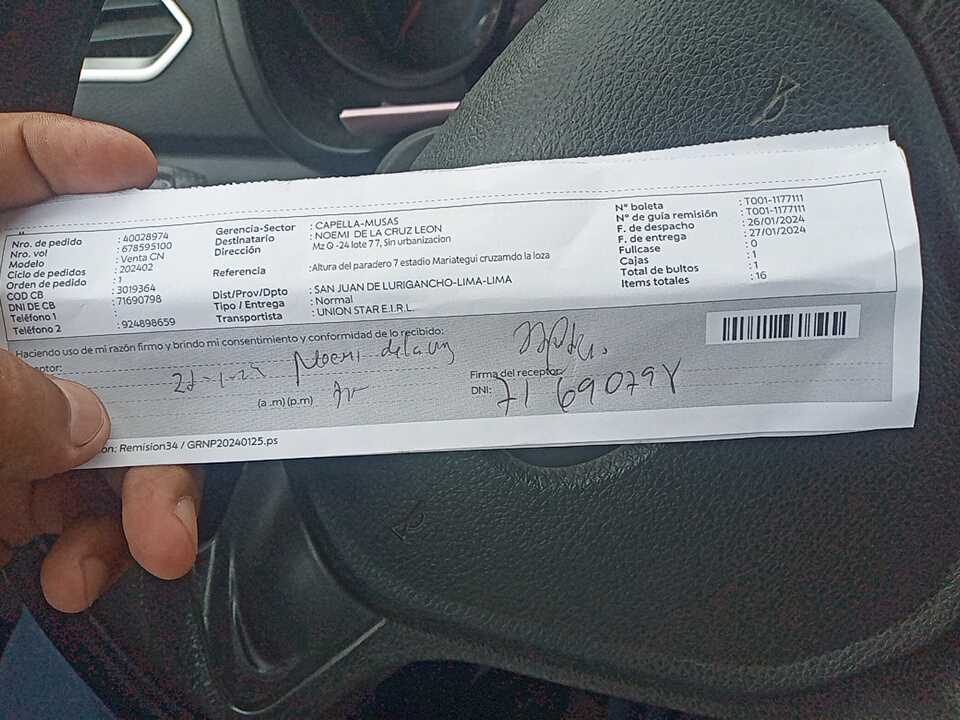 Nro. de pedido : 40028974
Nro. vol : 678595100
Modelo : Venta CN
Ciclo de pedidos : 202402
Orden de pedido : 1
COD CB : 3019364
DNI DE CB : 71690798
Teléfono 1 :
Teléfono 2 : 924898659
Gerencia-Sector : CAPELLA-MUSAS
Destinatario : NOEMI DE LA CRUZ LEON
Dirección : Mz Q -24 lote 77, Sin urbanizacion
Referencia : Altura del paradero 7 estadio Mariategui cruzamdo la loza
Dist/Prov/Dpto : SAN JUAN DE LURIGANCHO-LIMA-LIMA
Tipo / Entrega : Normal
Transportista : UNION STAR E.I.R.L.
N° boleta : T001-1177111
N° de guía remisión : T001-1177111
F. de despacho : 26/01/2024
F. de entrega : 27/01/2024
Fullcase : 0
Cajas : 1
Total de bultos : 1
Items totales : 16
Haciendo uso de mi razón firmo y brindo mi consentimiento y conformidad de lo recibido:
ptor: Noemi dela
(a .m) (p.m)
Firma del receptor:
DNI: 71690798
on: Remision34 / GRNP20240125.ps